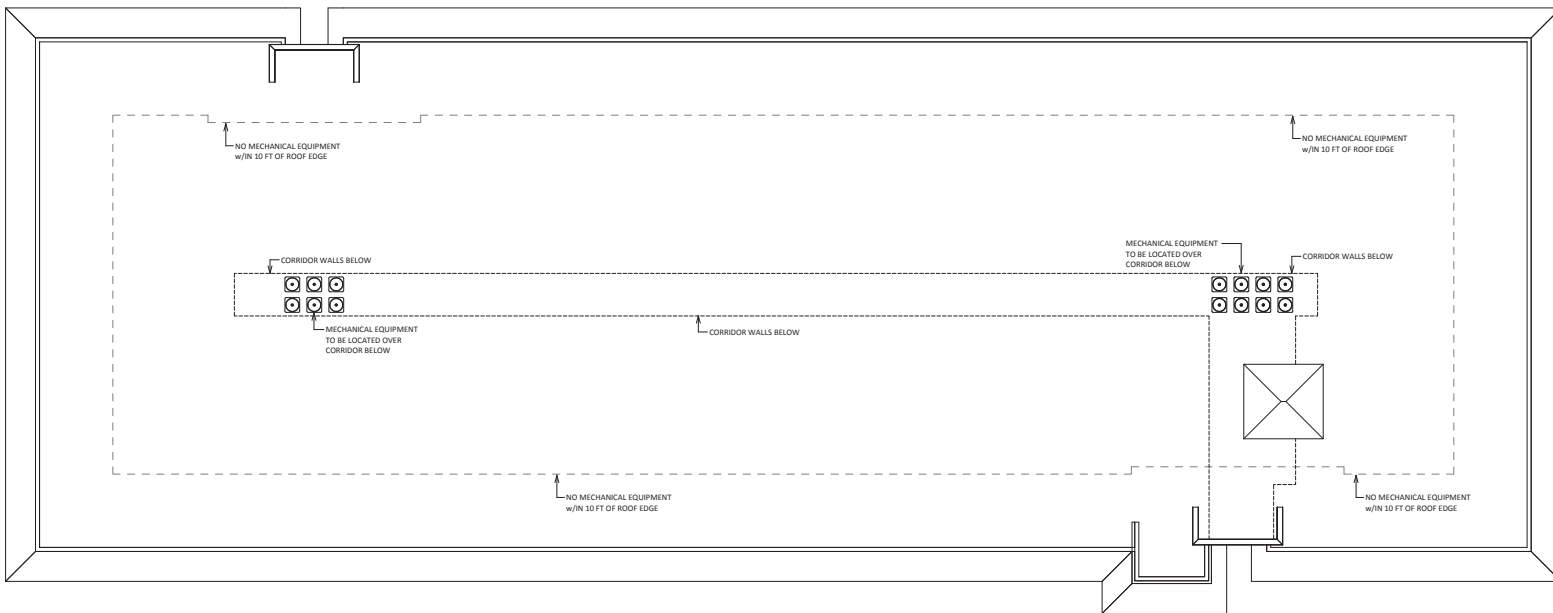 NO MECHANICAL EQUIPMENT
w/IN 10 FT OF ROOF EDGE
NO MECHANICAL EQUIPMENT
w/IN 10 FT OF ROOF EDGE
CORRIDOR WALLS BELOW
MECHANICAL EQUIPMENT
TO BE LOCATED OVER
CORRIDOR BELOW
CORRIDOR WALLS BELOW
MECHANICAL EQUIPMENT
TO BE LOCATED OVER
CORRIDOR BELOW
CORRIDOR WALLS BELOW
NO MECHANICAL EQUIPMENT
w/IN 10 FT OF ROOF EDGE
NO MECHANICAL EQUIPMENT
w/IN 10 FT OF ROOF EDGE